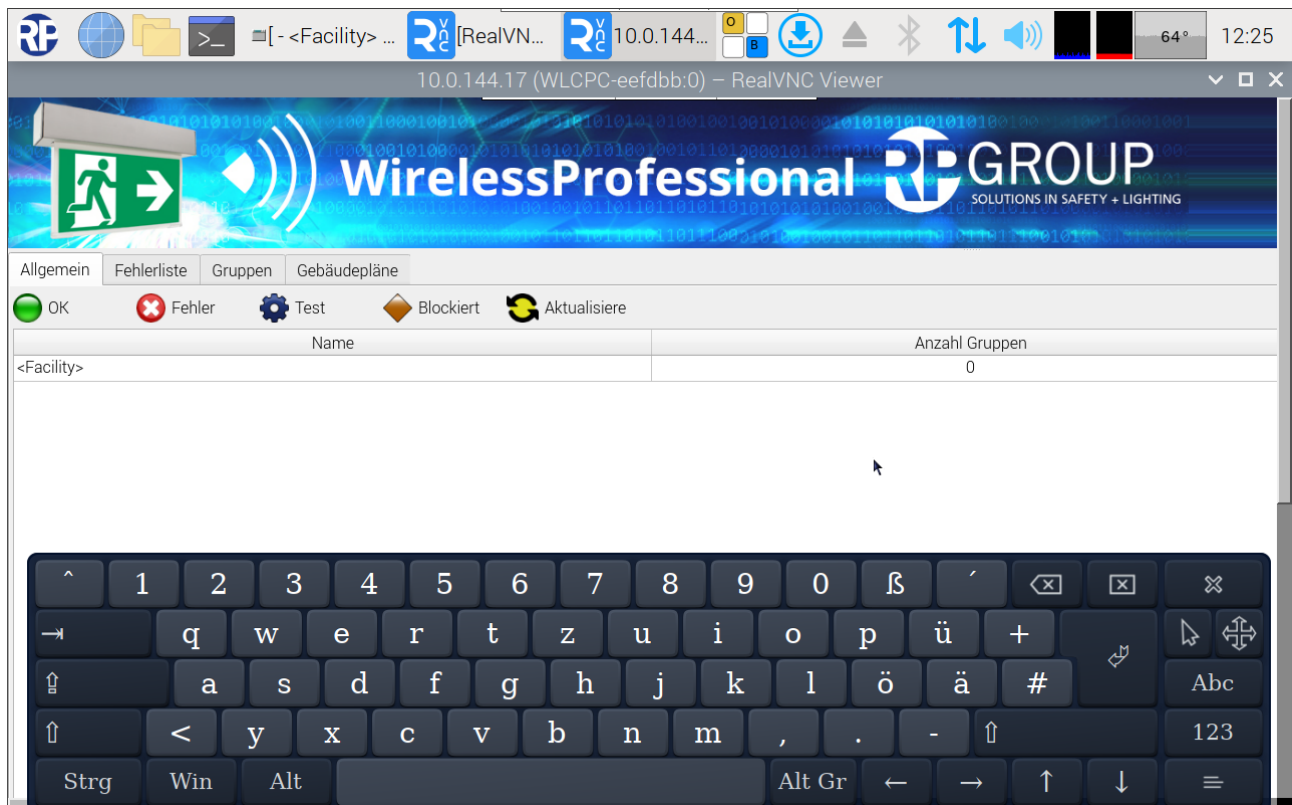 [ - <Facility> ... [RealVN... 10.0.144... O B 64° 12:25
10.0.144.17 (WLCPC-eefdbb:0) – RealVNC Viewer
WirelessProfessional
RP GROUP
SOLUTIONS IN SAFETY + LIGHTING
Allgemein Fehlerliste Gruppen Gebäudepläne
OK Fehler Test Blockiert Aktualisiere
Name Anzahl Gruppen
<Facility> 0
^ 1 2 3 4 5 6 7 8 9 0 ß ´
q w e r t z u i o p ü +
a s d f g h j k l ö ä # Abc
< y x c v b n m , . - 123
Strg Win Alt Alt Gr ← → ↑ ↓